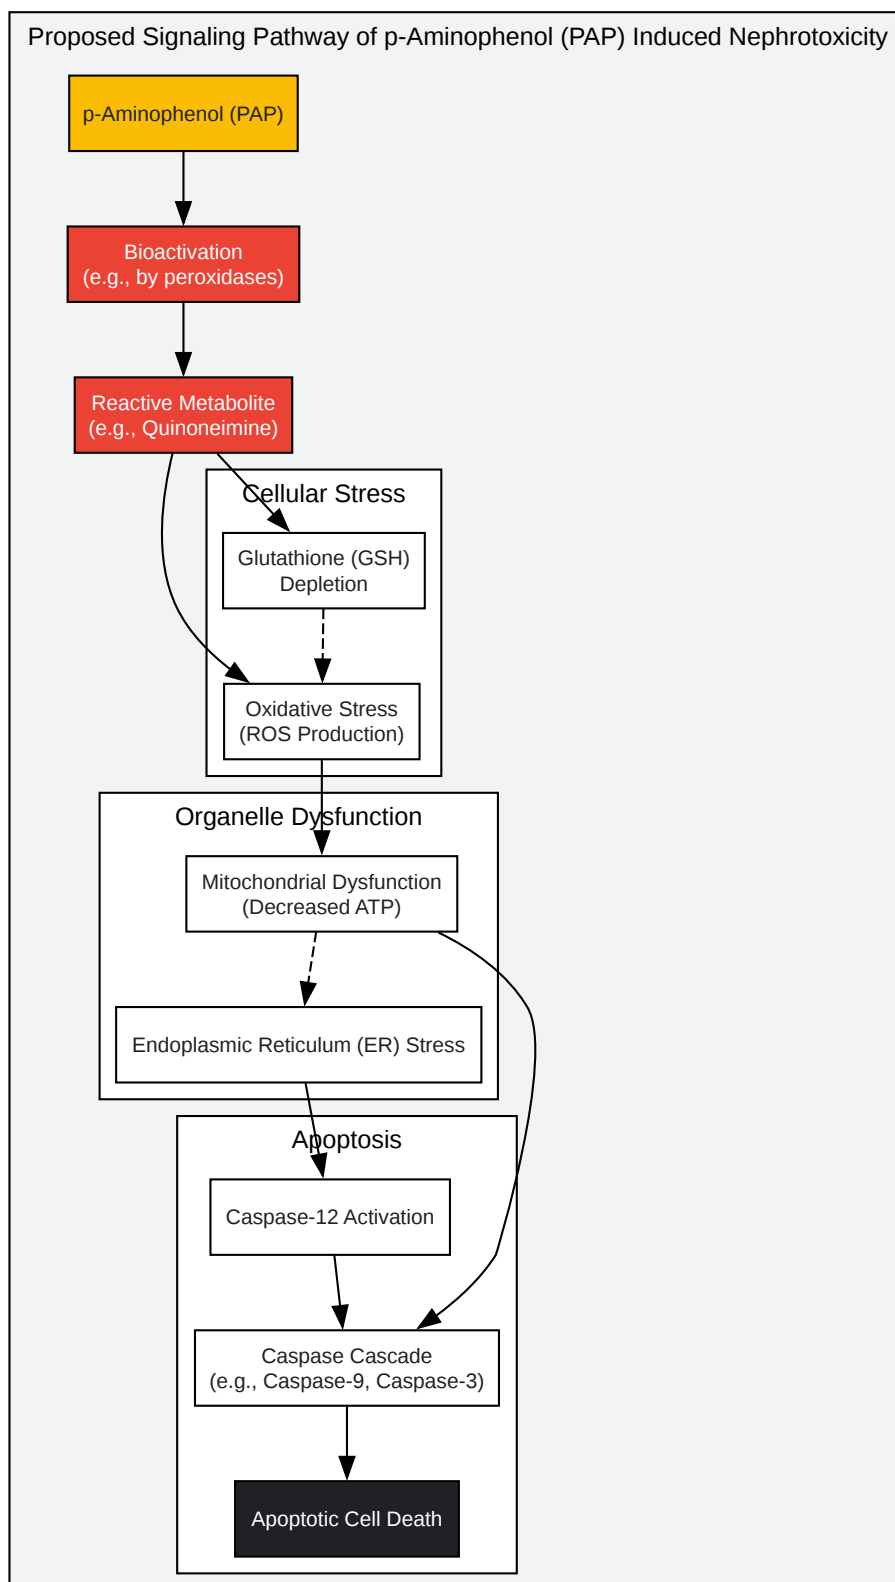 Proposed Signaling Pathway of p-Aminophenol (PAP) Induced Nephrotoxicity
p-Aminophenol (PAP)
Bioactivation
(e.g., by peroxidases)
Reactive Metabolite
(e.g., Quinoneimine)
Cellular Stress
Glutathione (GSH)
Depletion
Oxidative Stress
(ROS Production)
Organelle Dysfunction
Mitochondrial Dysfunction
(Decreased ATP)
Endoplasmic Reticulum (ER) Stress
Apoptosis
Caspase-12 Activation
Caspase Cascade
(e.g., Caspase-9, Caspase-3)
Apoptotic Cell Death